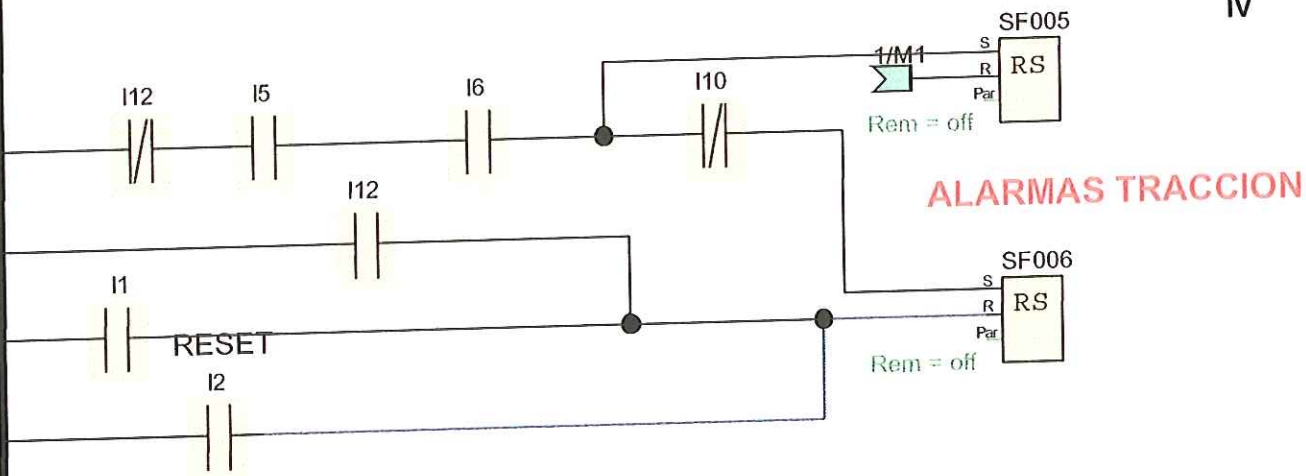 IV
SF005
1/M1
S
RS
R
Par
Rem = off
I12
I5
I6
I10
I12
ALARMAS TRACCION
SF006
S
RS
R
Par
Rem = off
I1
RESET
I2